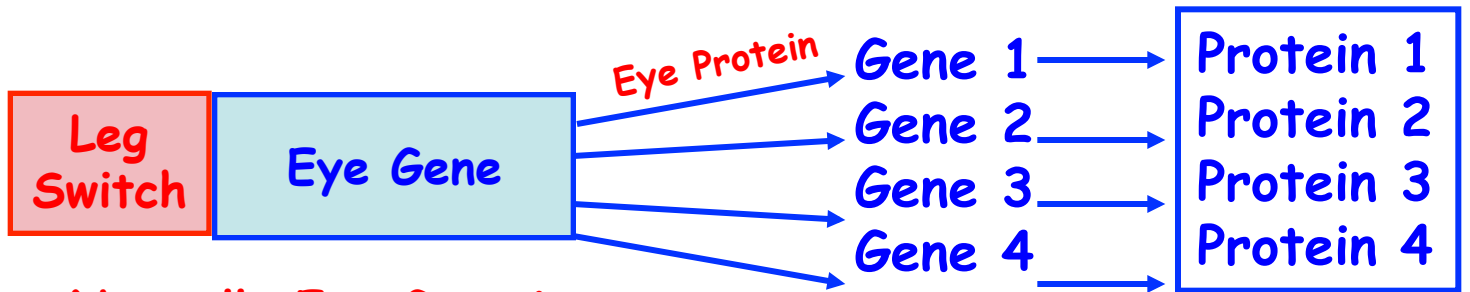 Leg
Switch
Eye Gene
Eye Protein
Gene 1
Gene 2
Gene 3
Gene 4
Protein 1
Protein 2
Protein 3
Protein 4